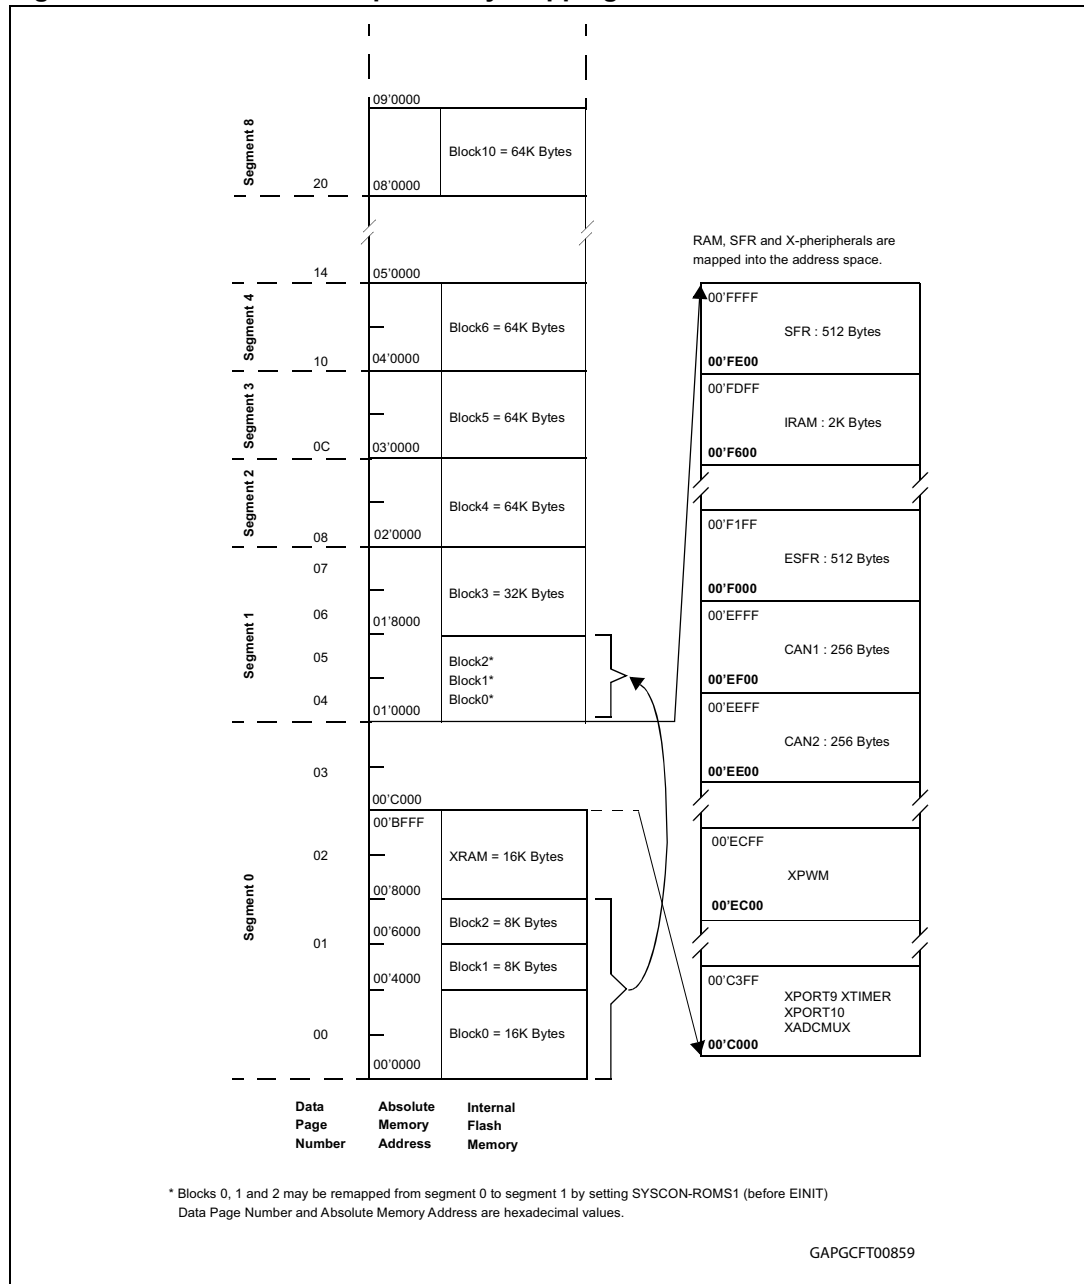 09'0000
Segment 8
Block10 = 64K Bytes
20
08'0000
RAM, SFR and X-pheripherals are
mapped into the address space.
14
05'0000
Segment 4
Block6 = 64K Bytes
10
04'0000
Segment 3
Block5 = 64K Bytes
0C
03'0000
Segment 2
Block4 = 64K Bytes
08
02'0000
Segment 1
07
Block3 = 32K Bytes
06
01'8000
05
Block2*
Block1*
04
Block0*
01'0000
Segment 0
03
00'C000
00'BFFF
02
XRAM = 16K Bytes
00'8000
Block2 = 8K Bytes
00'6000
01
Block1 = 8K Bytes
00'4000
00
Block0 = 16K Bytes
00'0000
00'FFFF
SFR : 512 Bytes
00'FE00
00'FDFF
IRAM : 2K Bytes
00'F600
00'F1FF
ESFR : 512 Bytes
00'F000
00'EFFF
CAN1 : 256 Bytes
00'EF00
00'EEFF
CAN2 : 256 Bytes
00'EE00
00'ECFF
XPWM
00'EC00
00'C3FF
XPORT9 XTIMER
XPORT10
XADCMUX
00'C000
Data
Page
Number
Absolute
Memory
Address
Internal
Flash
Memory
* Blocks 0, 1 and 2 may be remapped from segment 0 to segment 1 by setting SYSCON-ROMS1 (before EINIT)
Data Page Number and Absolute Memory Address are hexadecimal values.
GAPGCFT00859